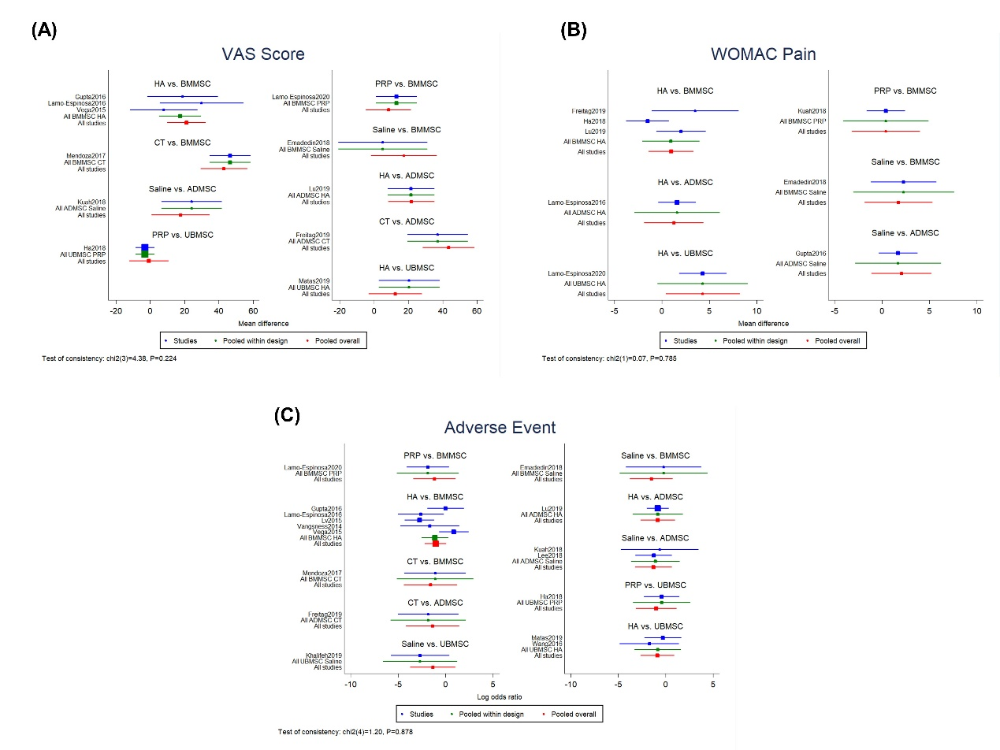 (A)
VAS Score
HA vs. BMMSC
Gupta2016
Lamo-Espinosa2016
Vega2015
All BMMSC HA
All studies
CT vs. BMMSC
Mendoza2017
All BMMSC CT
All studies
Saline vs. ADMSC
Kuah2018
All ADMSC Saline
All studies
PRP vs. UBMSC
Ha2018
All UBMSC PRP
All studies
-20 0 20 40 60
PRP vs. BMMSC
Lamo-Espinosa2020
All BMMSC PRP
All studies
Saline vs. BMMSC
Emadedin2018
All BMMSC Saline
All studies
HA vs. ADMSC
Lu2019
All ADMSC HA
All studies
CT vs. ADMSC
Freitag2019
All ADMSC CT
All studies
HA vs. UBMSC
Matas2019
All UBMSC HA
All studies
-20 0 20 40 60
Mean difference
Studies Pooled within design Pooled overall
Test of consistency: chi2(3)=4.38, P=0.224
(B)
WOMAC Pain
HA vs. BMMSC
Freitag2019
Ha2018
Lu2019
All BMMSC HA
All studies
HA vs. ADMSC
Lamo-Espinosa2016
All ADMSC HA
All studies
HA vs. UBMSC
Lamo-Espinosa2020
All UBMSC HA
All studies
-5 0 5 10
PRP vs. BMMSC
Kuah2018
All BMMSC PRP
All studies
Saline vs. BMMSC
Emadedin2018
All BMMSC Saline
All studies
Saline vs. ADMSC
Gupta2016
All ADMSC Saline
All studies
-5 0 5 10
Mean difference
Studies Pooled within design Pooled overall
Test of consistency: chi2(1)=0.07, P=0.785
(C)
Adverse Event
PRP vs. BMMSC
Lamo-Espinosa2020
All BMMSC PRP
All studies
HA vs. BMMSC
Gupta2016
Lamo-Espinosa2016
Lv2015
Vangsness2014
Vega2015
All BMMSC HA
All studies
CT vs. BMMSC
Mendoza2017
All BMMSC CT
All studies
CT vs. ADMSC
Freitag2019
All ADMSC CT
All studies
Saline vs. UBMSC
Khalifeh2019
All UBMSC Saline
All studies
-10 -5 0 5
Saline vs. BMMSC
Emadedin2018
All BMMSC Saline
All studies
HA vs. ADMSC
Lu2019
All ADMSC HA
All studies
Saline vs. ADMSC
Kuah2018
Lee2018
All ADMSC Saline
All studies
PRP vs. UBMSC
Ha2018
All UBMSC PRP
All studies
HA vs. UBMSC
Matas2019
Wang2016
All UBMSC HA
All studies
-10 -5 0 5
Log odds ratio
Studies Pooled within design Pooled overall
Test of consistency: chi2(4)=1.20, P=0.878